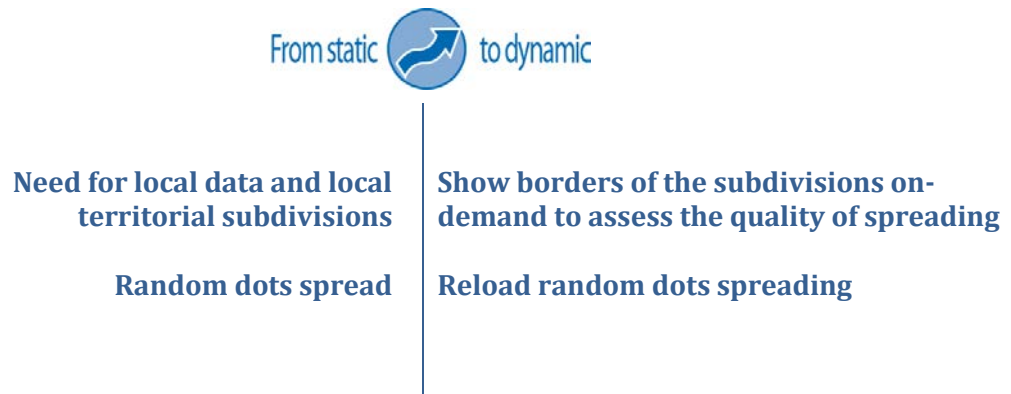 From static to dynamic
Need for local data and local
territorial subdivisions
Show borders of the subdivisions on-
demand to assess the quality of spreading
Random dots spread
Reload random dots spreading